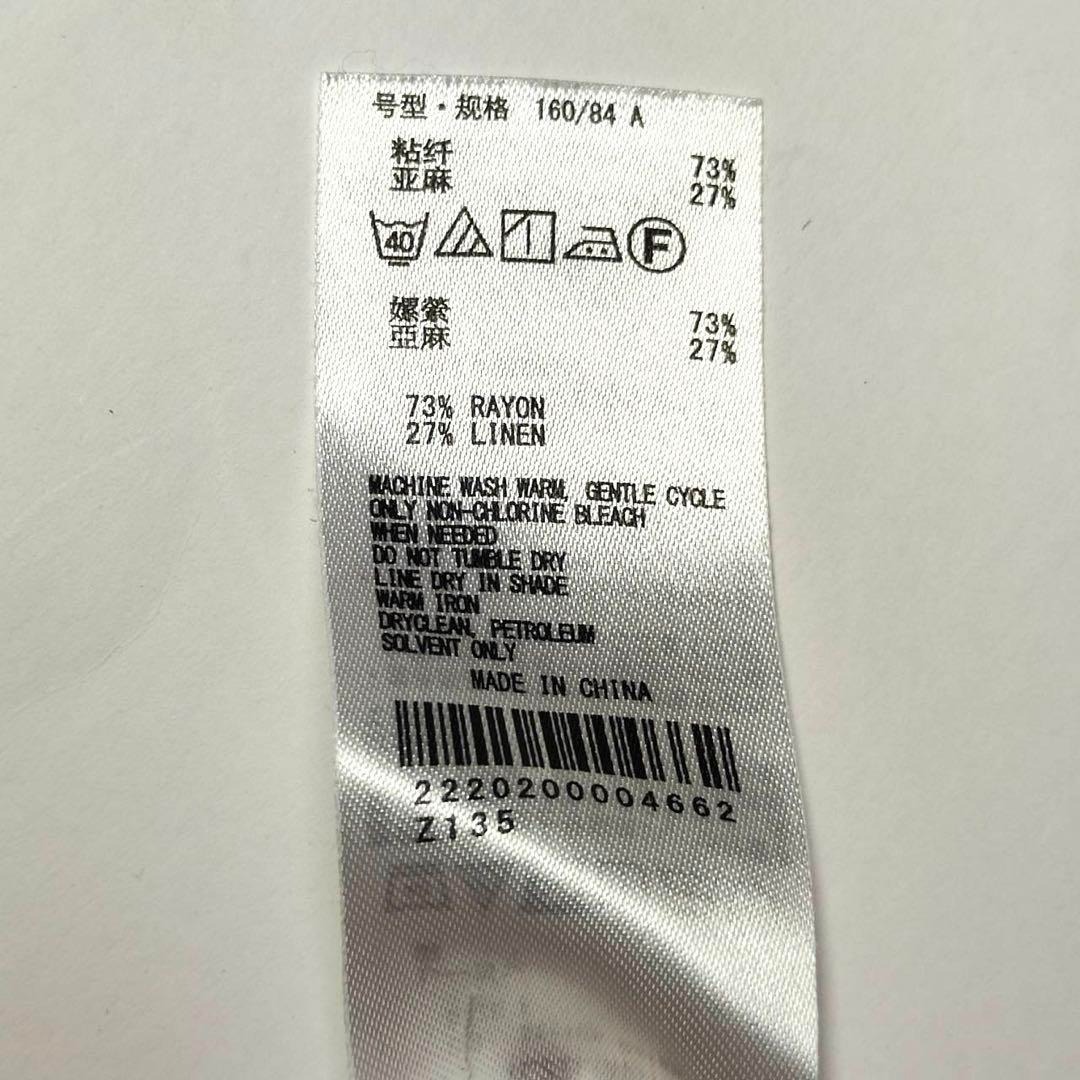 号型・规格 160/84 A
粘纤 73%
亚麻 27%
40 F
嫘縈 73%
亞麻 27%
73% RAYON
27% LINEN
MACHINE WASH WARM, GENTLE CYCLE
ONLY NON-CHLORINE BLEACH
WHEN NEEDED
DO NOT TUMBLE DRY
LINE DRY IN SHADE
WARM IRON
DRYCLEAN, PETROLEUM
SOLVENT ONLY
MADE IN CHINA
2220200004662
Z135